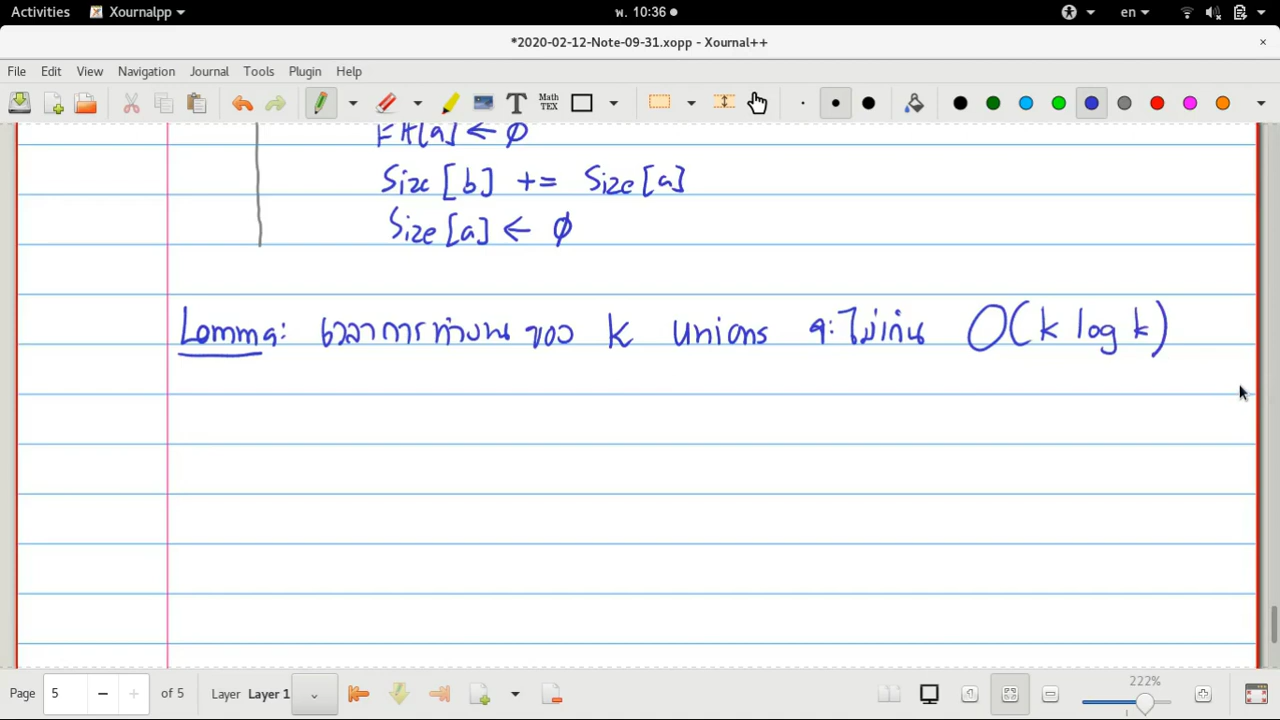 Activities Xournalpp พ. 10:36 en
*2020-02-12-Note-09-31.xopp - Xournal++
File Edit View Navigation Journal Tools Plugin Help
Math TEX
Size [b] += Size[a]
Size[a] ← ∅
Lemma: เวลาการทำงานของ k unions จะไม่เกิน O(k log k)
Page 5 of 5 Layer Layer 1 222%